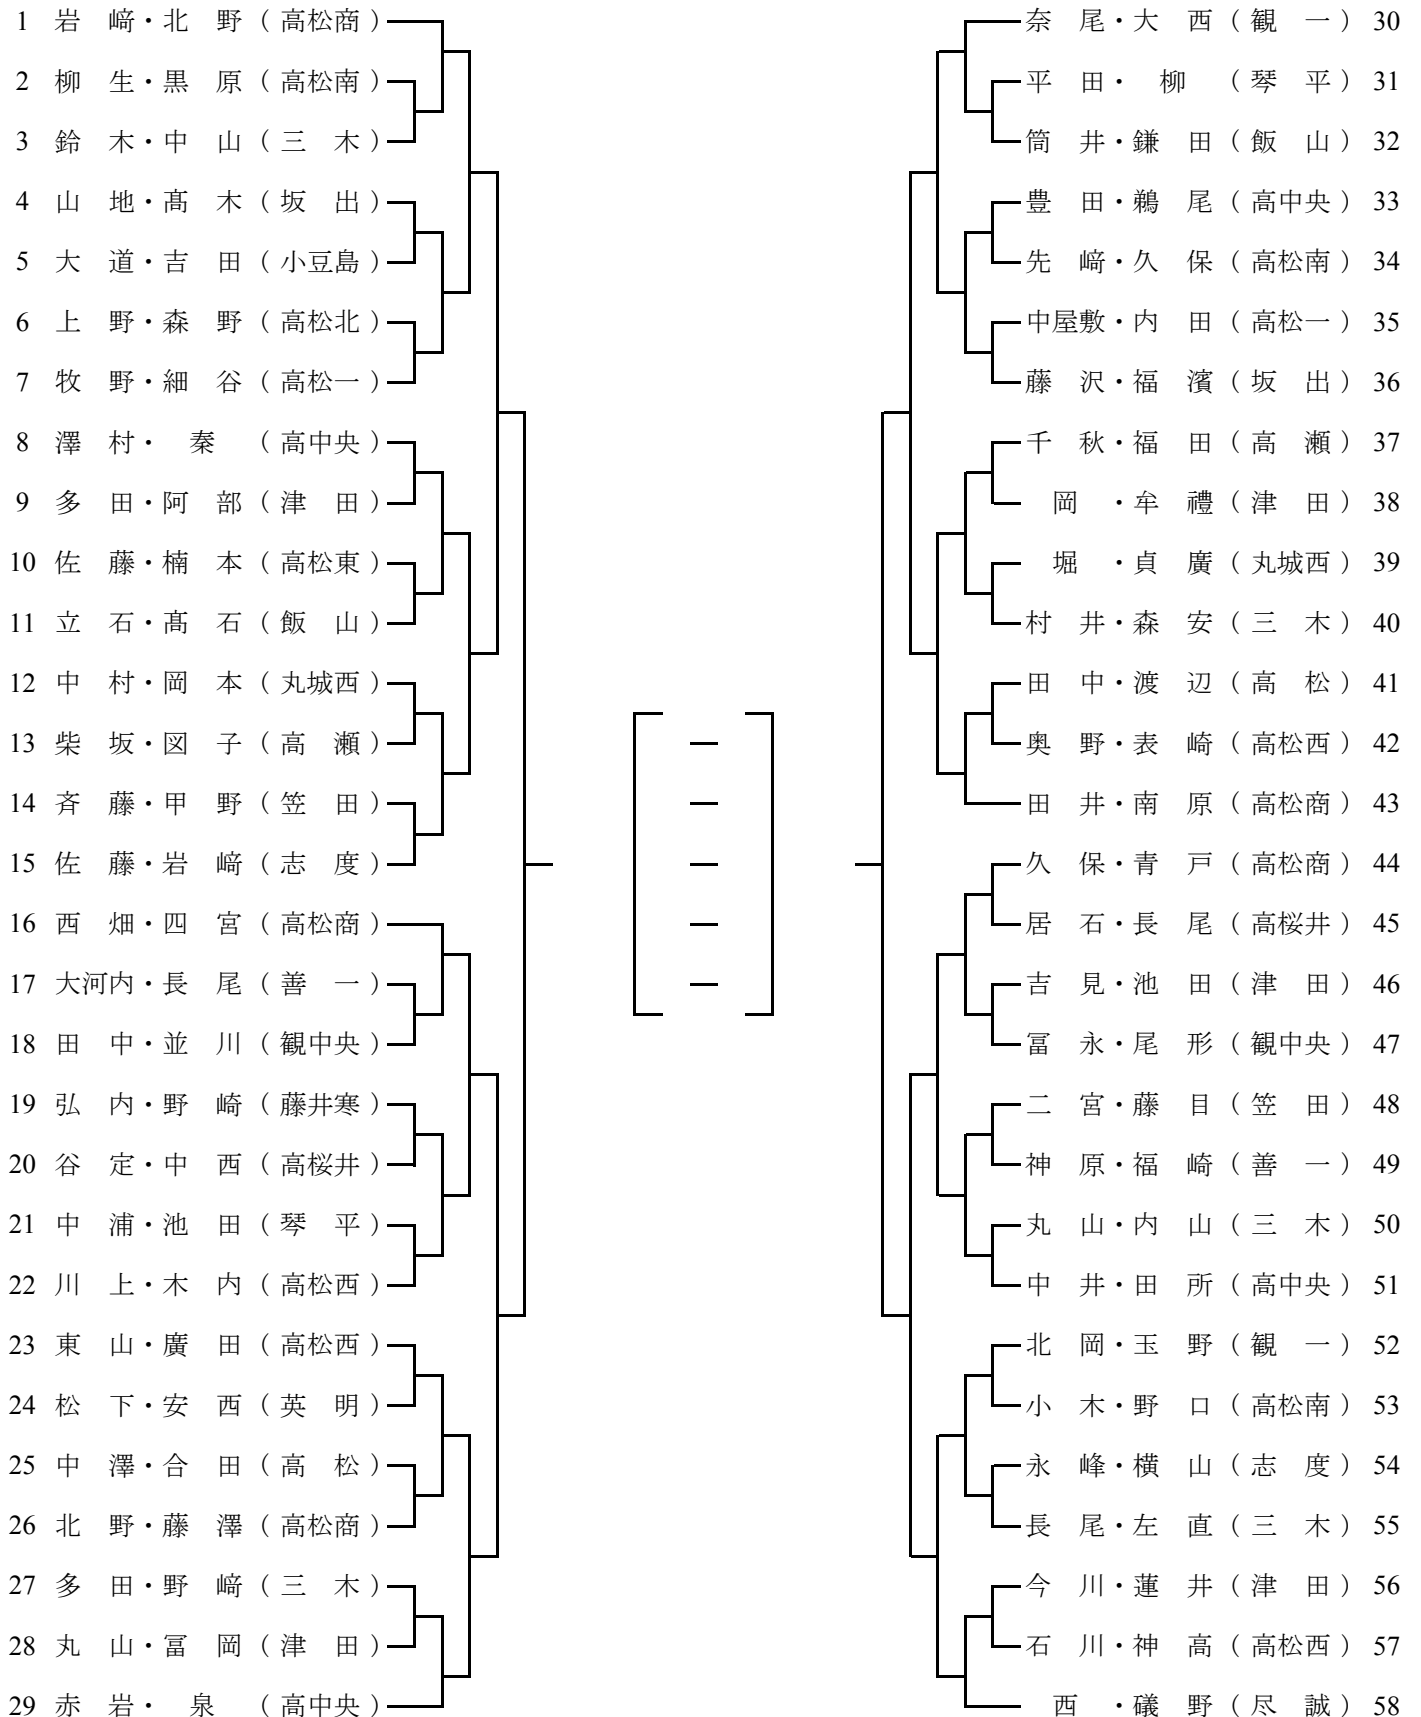 1 岩 﨑・北 野 ( 高松商 )
2 柳 生・黒 原 ( 高松南 )
3 鈴 木・中 山 ( 三 木 )
4 山 地・髙 木 ( 坂 出 )
5 大 道・吉 田 ( 小豆島 )
6 上 野・森 野 ( 高松北 )
7 牧 野・細 谷 ( 高松一 )
8 澤 村・ 秦 ( 高中央 )
9 多 田・阿 部 ( 津 田 )
10 佐 藤・楠 本 ( 高松東 )
11 立 石・髙 石 ( 飯 山 )
12 中 村・岡 本 ( 丸城西 )
13 柴 坂・図 子 ( 高 瀬 )
14 斉 藤・甲 野 ( 笠 田 )
15 佐 藤・岩 﨑 ( 志 度 )
16 西 畑・四 宮 ( 高松商 )
17 大河内・長 尾 ( 善 一 )
18 田 中・並 川 ( 観中央 )
19 弘 内・野 崎 ( 藤井寒 )
20 谷 定・中 西 ( 高桜井 )
21 中 浦・池 田 ( 琴 平 )
22 川 上・木 内 ( 高松西 )
23 東 山・廣 田 ( 高松西 )
24 松 下・安 西 ( 英 明 )
25 中 澤・合 田 ( 高 松 )
26 北 野・藤 澤 ( 高松商 )
27 多 田・野 﨑 ( 三 木 )
28 丸 山・冨 岡 ( 津 田 )
29 赤 岩・ 泉 ( 高中央 )
奈 尾・大 西 ( 観 一 ) 30
平 田・ 柳 ( 琴 平 ) 31
筒 井・鎌 田 ( 飯 山 ) 32
豊 田・鵜 尾 ( 高中央 ) 33
先 﨑・久 保 ( 高松南 ) 34
中屋敷・内 田 ( 高松一 ) 35
藤 沢・福 濱 ( 坂 出 ) 36
千 秋・福 田 ( 高 瀬 ) 37
岡 ・牟 禮 ( 津 田 ) 38
堀 ・貞 廣 ( 丸城西 ) 39
村 井・森 安 ( 三 木 ) 40
田 中・渡 辺 ( 高 松 ) 41
奥 野・表 崎 ( 高松西 ) 42
田 井・南 原 ( 高松商 ) 43
久 保・青 戸 ( 高松商 ) 44
居 石・長 尾 ( 高桜井 ) 45
吉 見・池 田 ( 津 田 ) 46
冨 永・尾 形 ( 観中央 ) 47
二 宮・藤 目 ( 笠 田 ) 48
神 原・福 崎 ( 善 一 ) 49
丸 山・内 山 ( 三 木 ) 50
中 井・田 所 ( 高中央 ) 51
北 岡・玉 野 ( 観 一 ) 52
小 木・野 口 ( 高松南 ) 53
永 峰・横 山 ( 志 度 ) 54
長 尾・左 直 ( 三 木 ) 55
今 川・蓮 井 ( 津 田 ) 56
石 川・神 高 ( 高松西 ) 57
西 ・礒 野 ( 尽 誠 ) 58